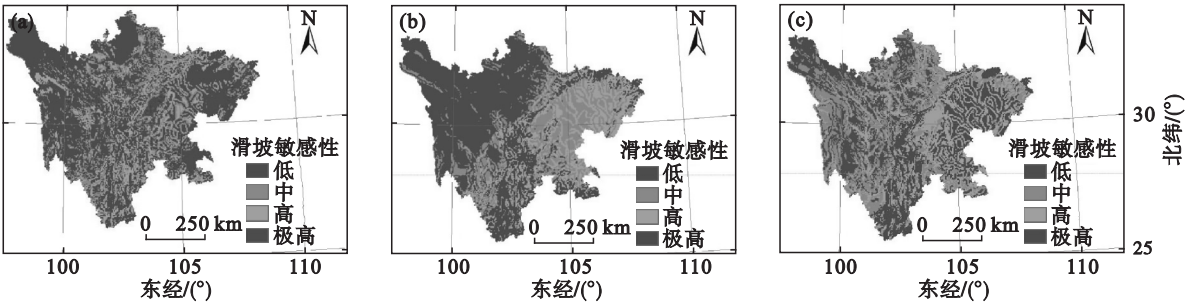 (a)
N
滑坡敏感性
低
中
高
极高
0 250 km
100 105 110
东经/(°)
(b)
N
滑坡敏感性
低
中
高
极高
0 250 km
100 105 110
东经/(°)
(c)
N
滑坡敏感性
低
中
高
极高
0 250 km
100 105 110
东经/(°)
30
25
北纬/(°)